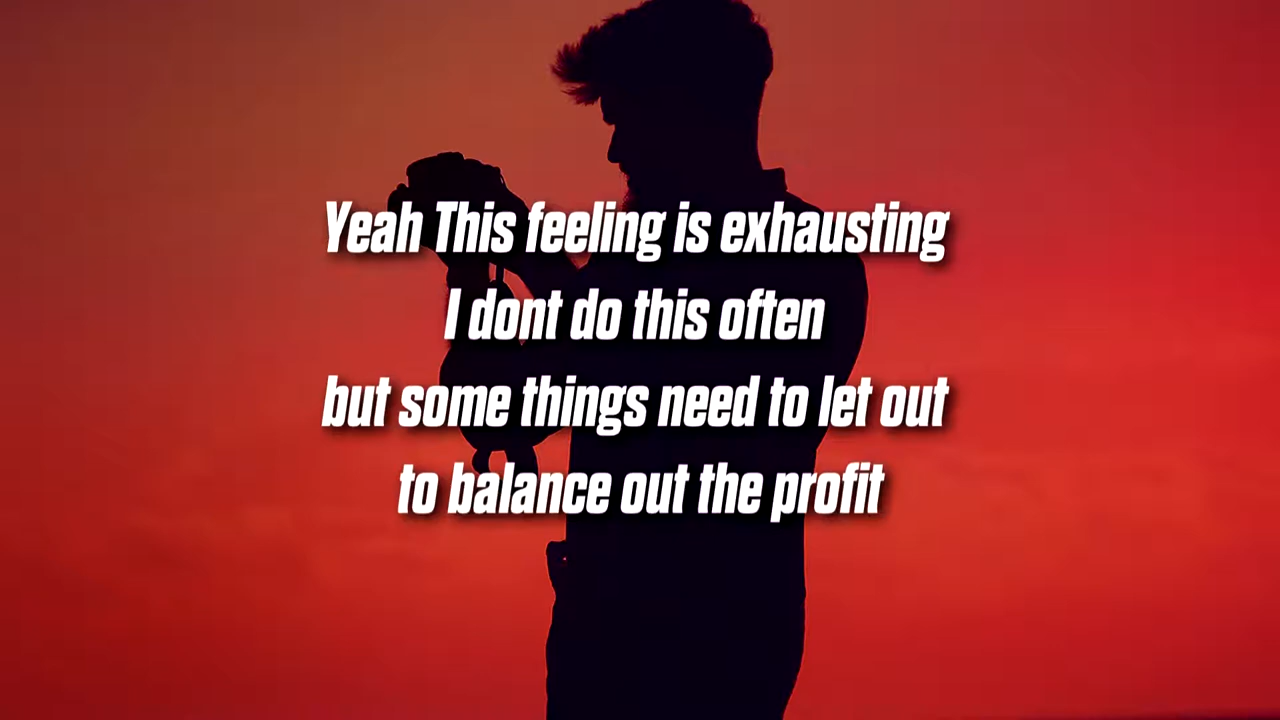 Yeah This feeling is exhausting
I dont do this often
but some things need to let out
to balance out the profit